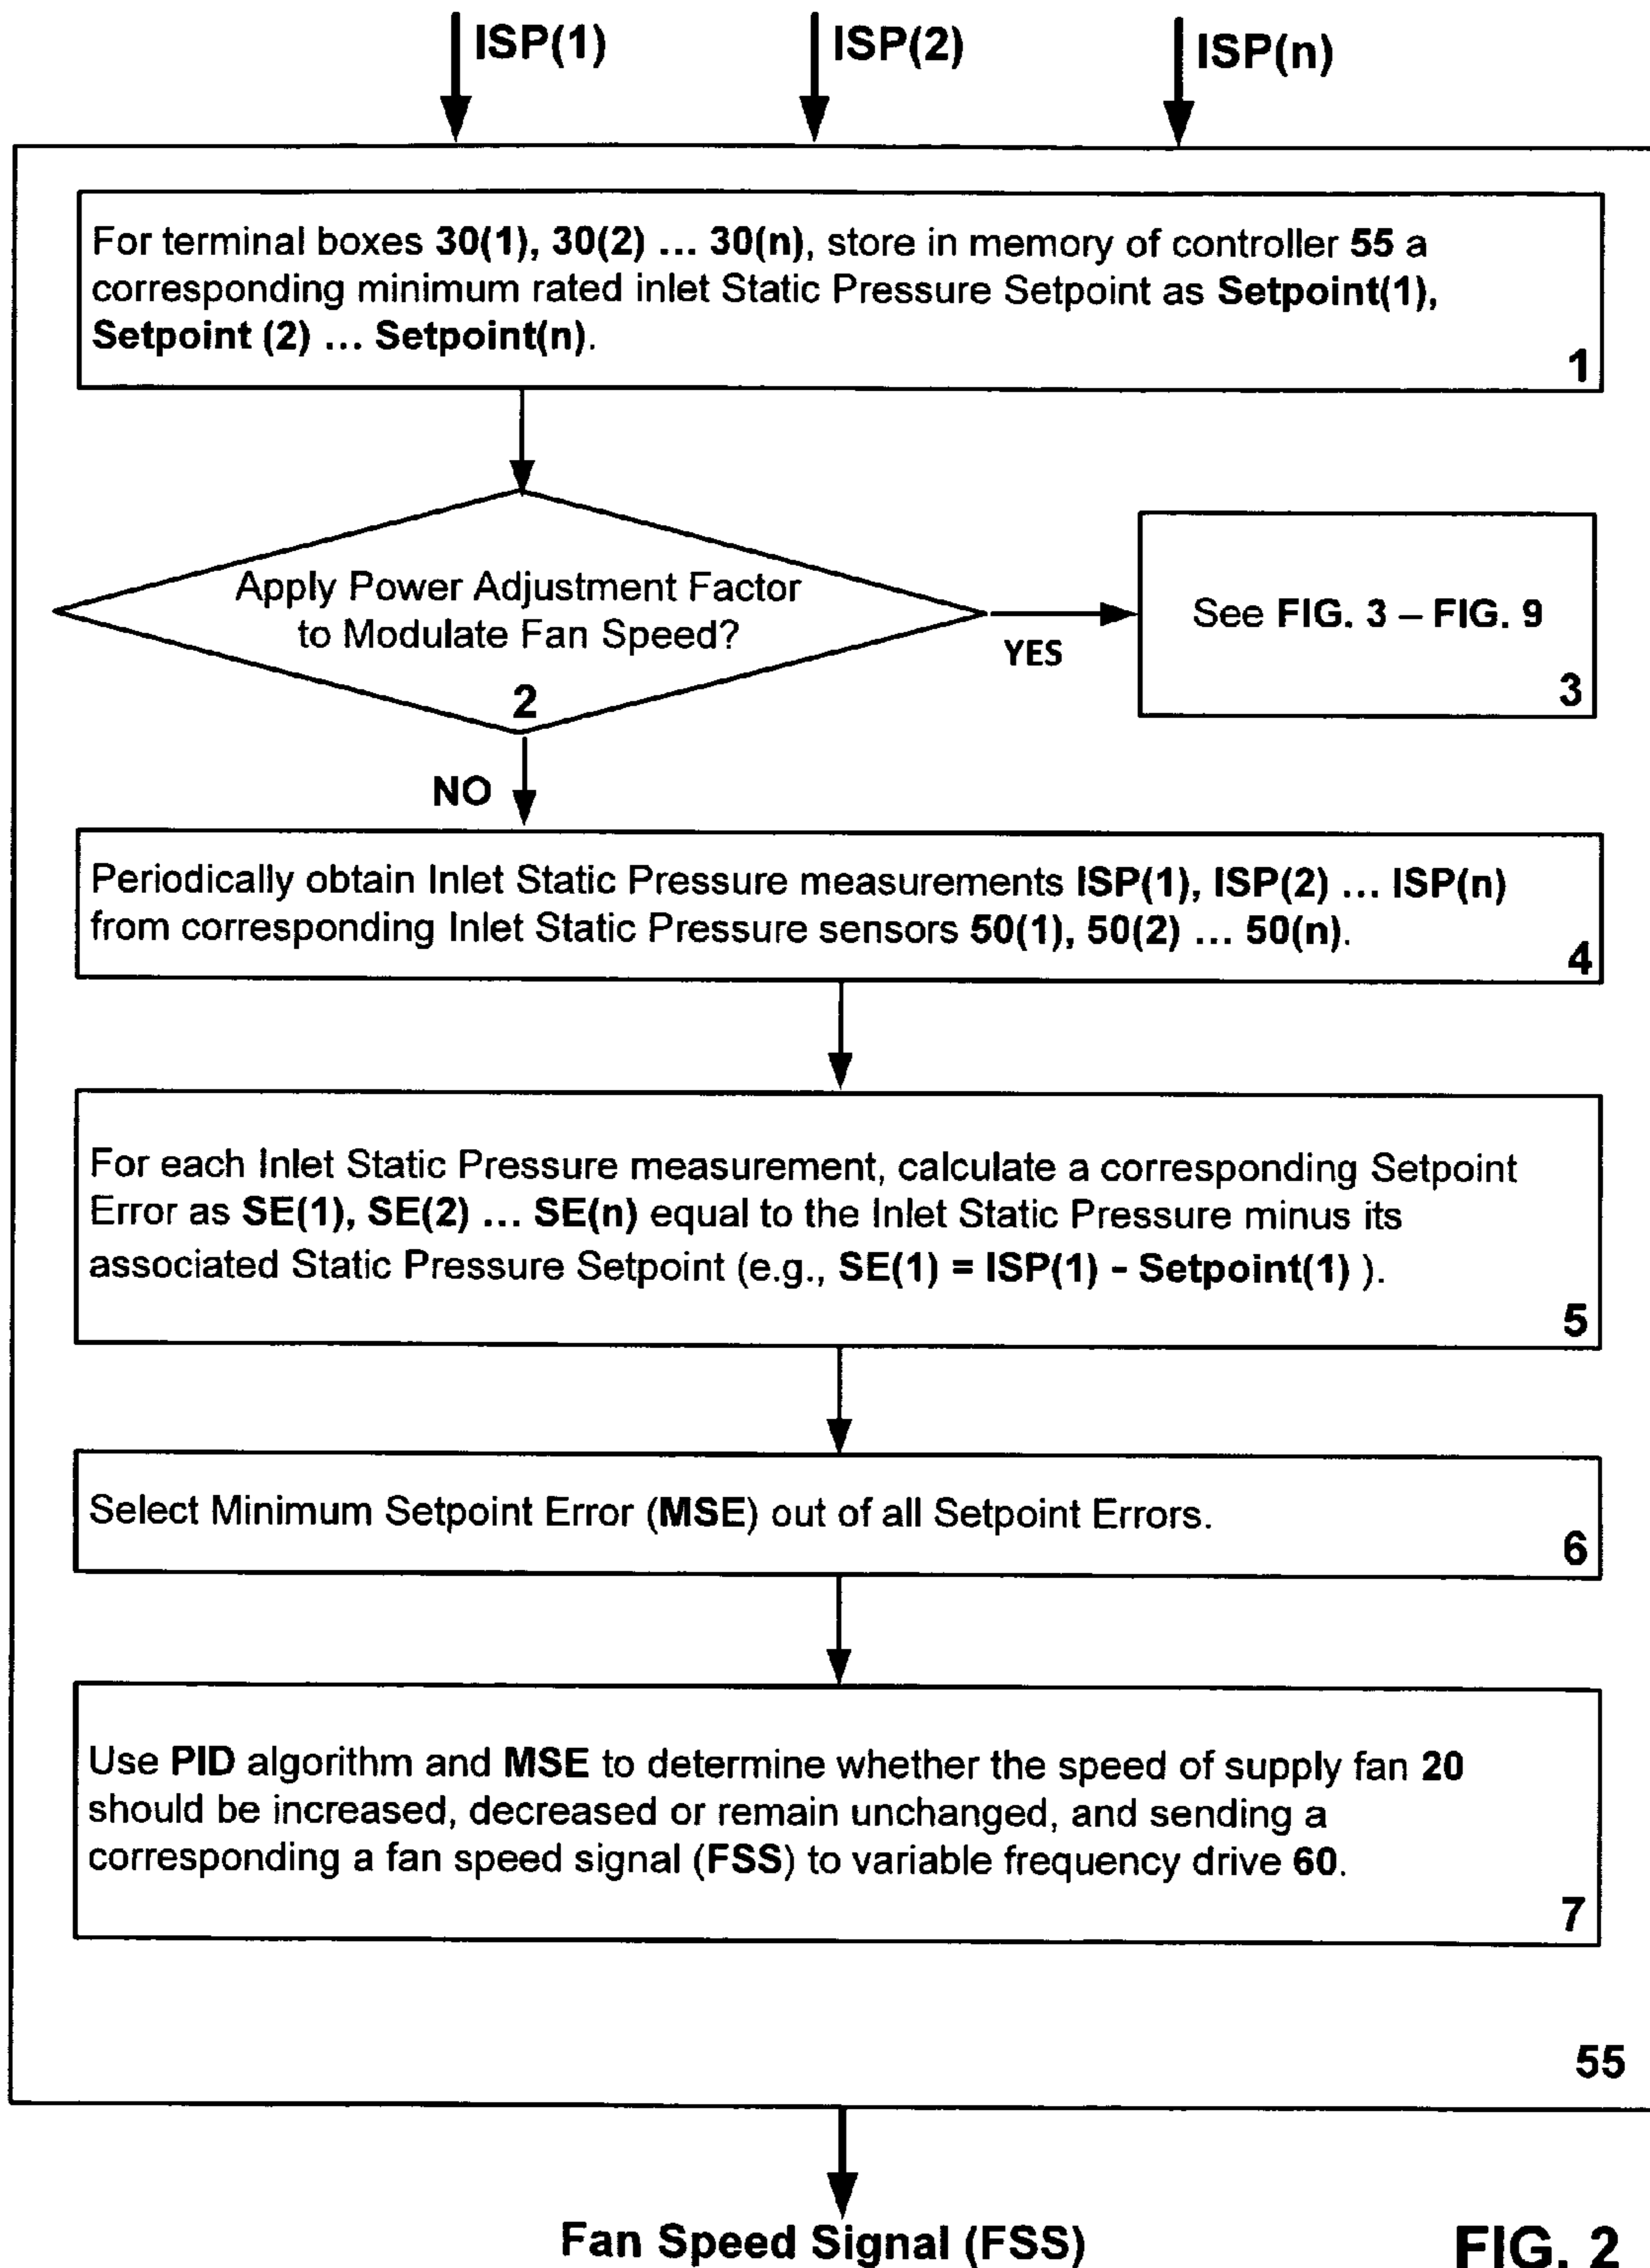 ISP(1) ISP(2) ISP(n)
For terminal boxes 30(1), 30(2) ... 30(n), store in memory of controller 55 a
corresponding minimum rated inlet Static Pressure Setpoint as Setpoint(1),
Setpoint (2) ... Setpoint(n).
1
Apply Power Adjustment Factor
to Modulate Fan Speed?
2
YES
See FIG. 3 – FIG. 9
3
NO
Periodically obtain Inlet Static Pressure measurements ISP(1), ISP(2) ... ISP(n)
from corresponding Inlet Static Pressure sensors 50(1), 50(2) ... 50(n).
4
For each Inlet Static Pressure measurement, calculate a corresponding Setpoint
Error as SE(1), SE(2) ... SE(n) equal to the Inlet Static Pressure minus its
associated Static Pressure Setpoint (e.g., SE(1) = ISP(1) - Setpoint(1) ).
5
Select Minimum Setpoint Error (MSE) out of all Setpoint Errors.
6
Use PID algorithm and MSE to determine whether the speed of supply fan 20
should be increased, decreased or remain unchanged, and sending a
corresponding a fan speed signal (FSS) to variable frequency drive 60.
7
55
Fan Speed Signal (FSS)
FIG. 2